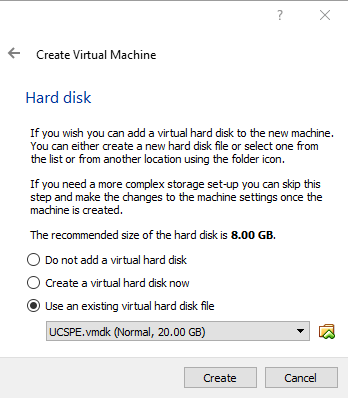 ?
Create Virtual Machine
Hard disk
If you wish you can add a virtual hard disk to the new machine.
You can either create a new hard disk file or select one from
the list or from another location using the folder icon.
If you need a more complex storage set-up you can skip this
step and make the changes to the machine settings once the
machine is created.
The recommended size of the hard disk is 8.00 GB.
Do not add a virtual hard disk
Create a virtual hard disk now
Use an existing virtual hard disk file
UCSPE.vmdk (Normal, 20.00 GB)
Create Cancel